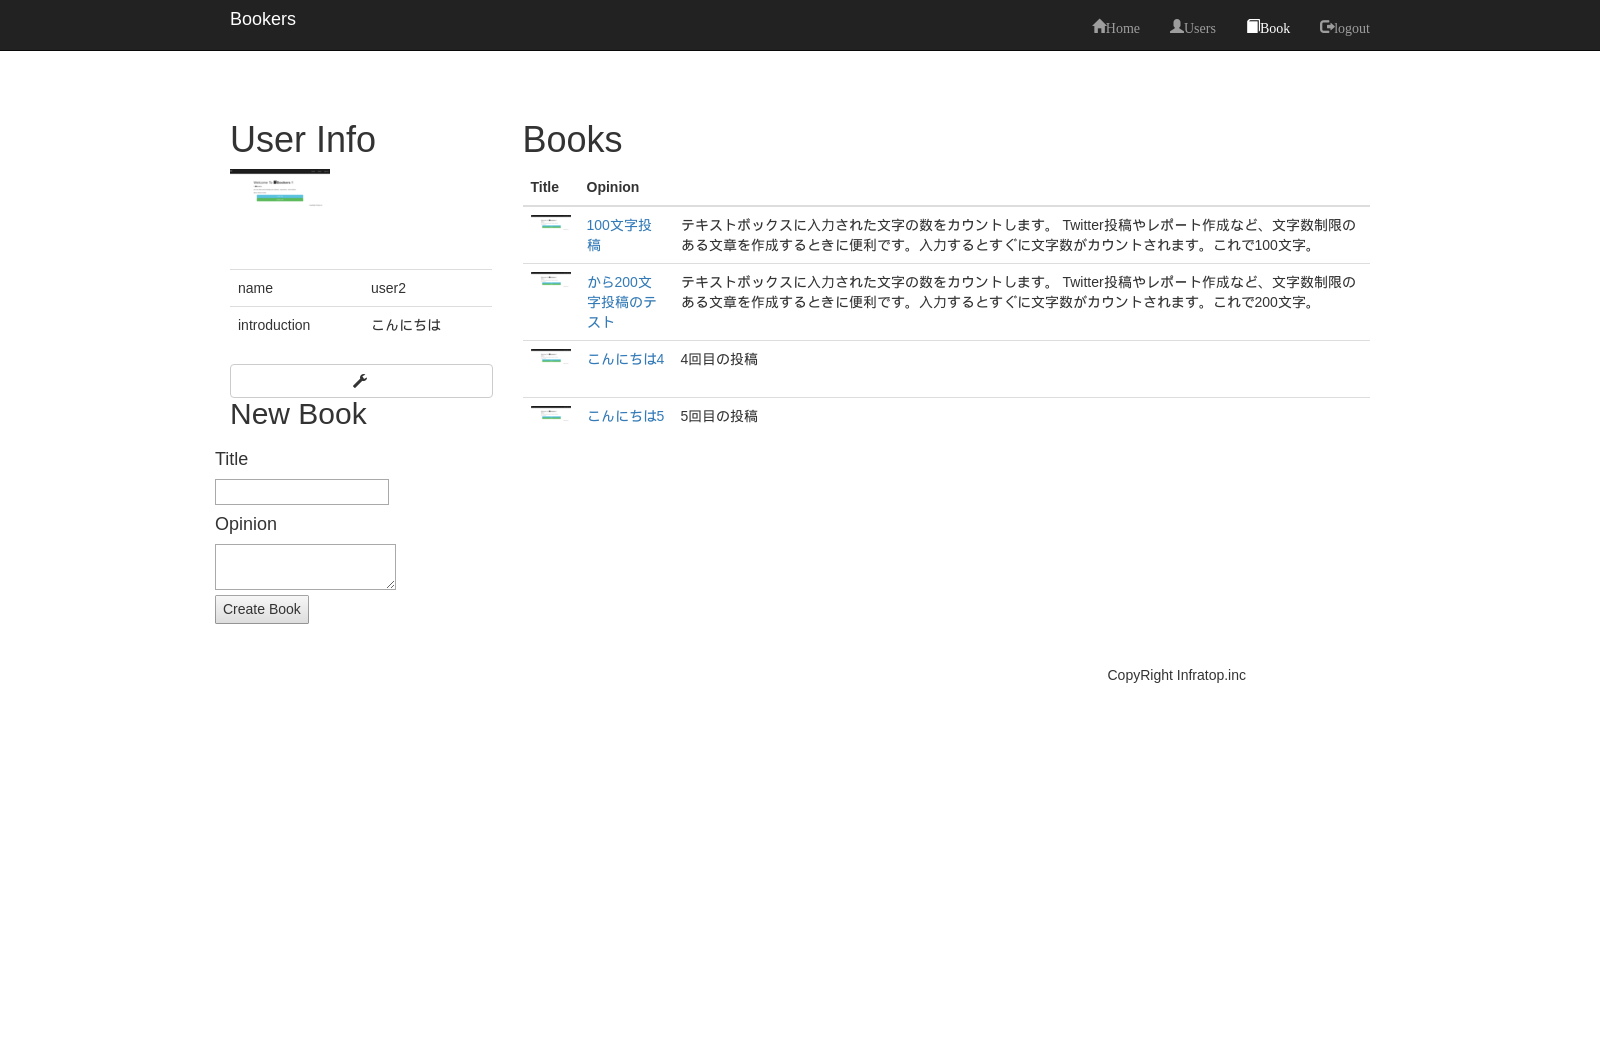 Bookers
Home Users Book logout
User Info
name user2
introduction こんにちは
New Book
Title
Opinion
Create Book
Books
Title Opinion
100文字投稿
テキストボックスに入力された文字の数をカウントします。 Twitter投稿やレポート作成など、文字数制限の
ある文章を作成するときに便利です。入力するとすぐに文字数がカウントされます。これで100文字。
から200文
字投稿のテ
スト
テキストボックスに入力された文字の数をカウントします。 Twitter投稿やレポート作成など、文字数制限の
ある文章を作成するときに便利です。入力するとすぐに文字数がカウントされます。これで200文字。
こんにちは4 4回目の投稿
こんにちは5 5回目の投稿
CopyRight Infratop.inc